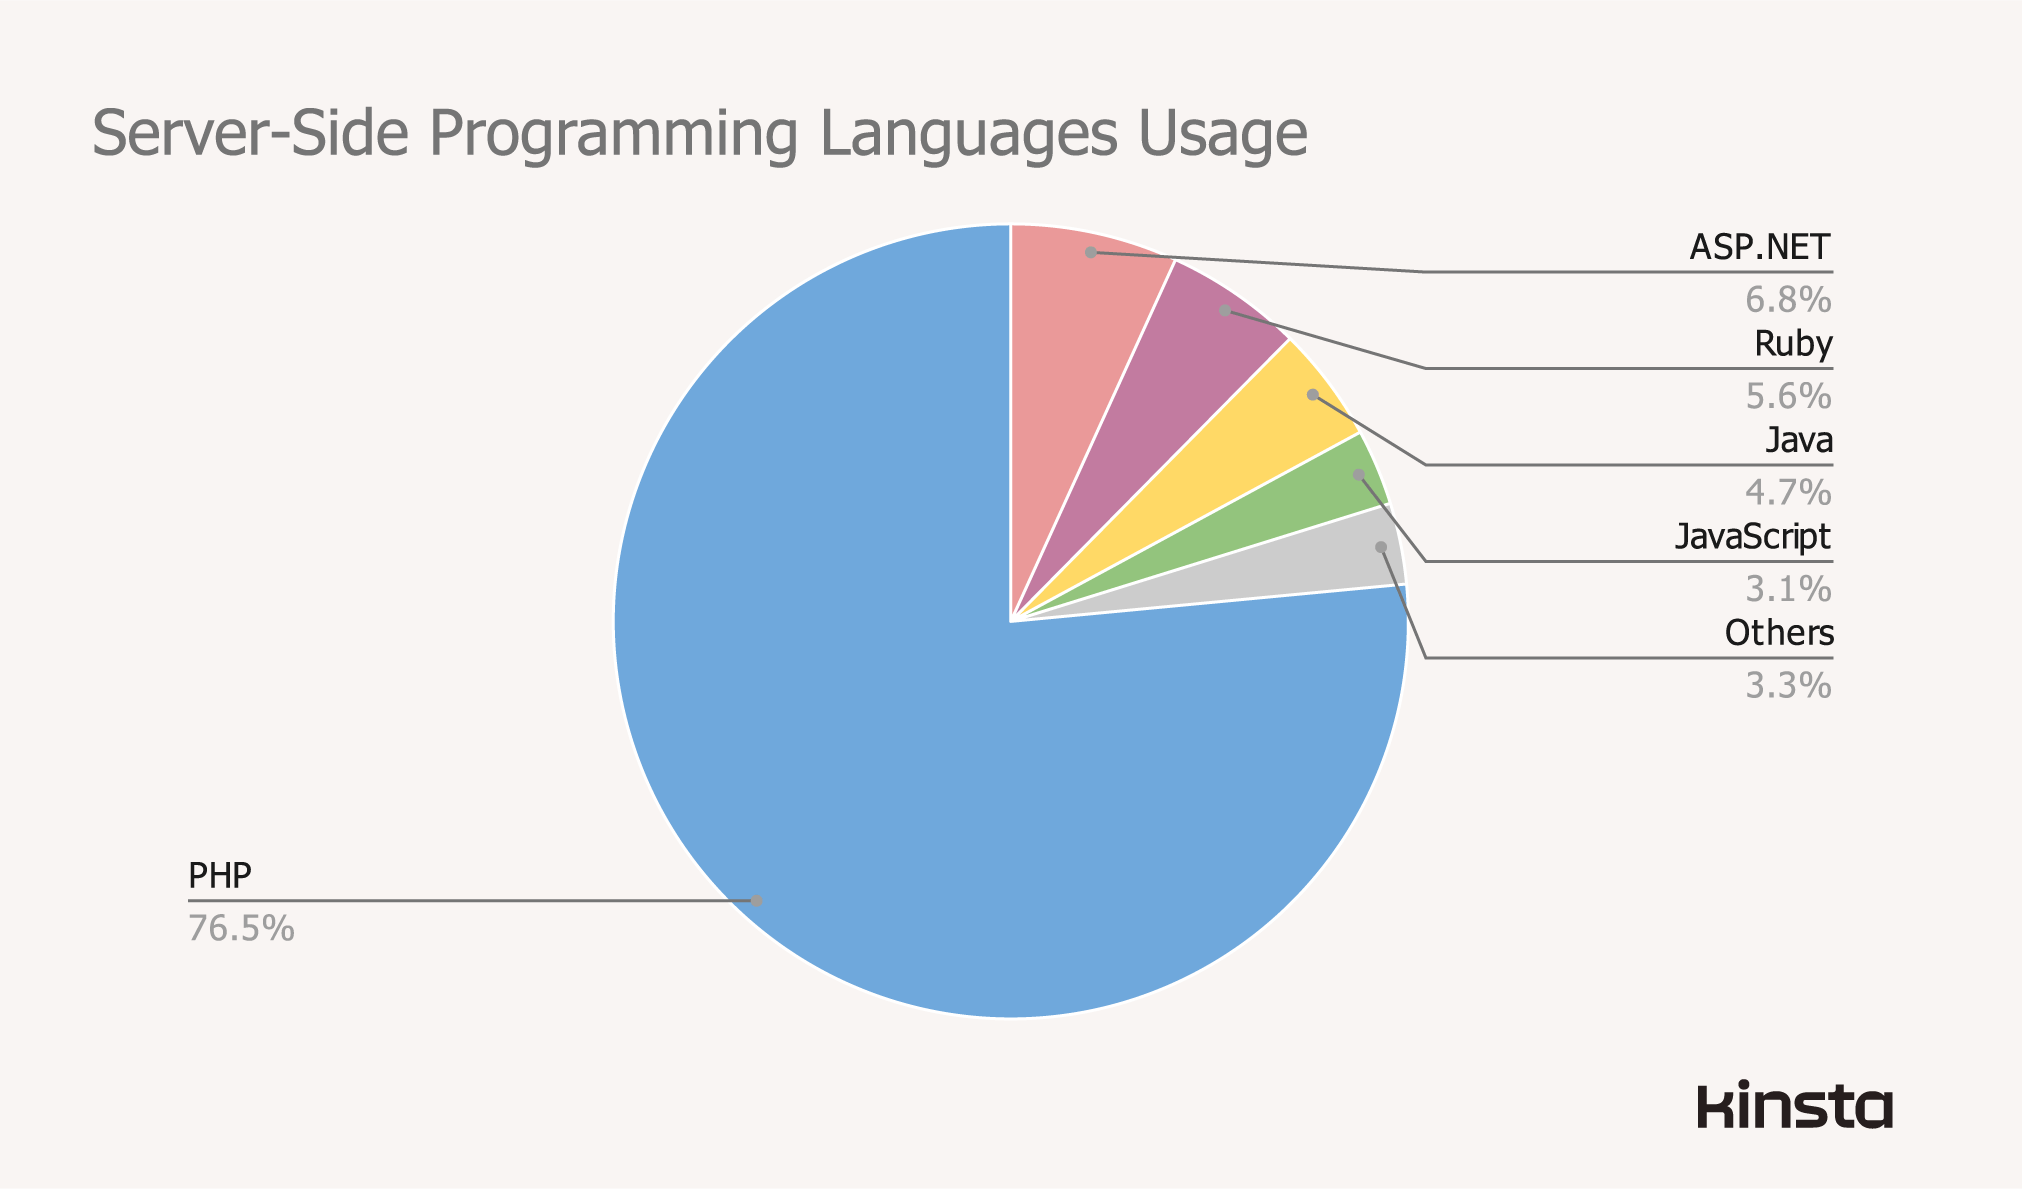 Server-Side Programming Languages Usage
ASP.NET
6.8%
Ruby
5.6%
Java
4.7%
JavaScript
3.1%
Others
3.3%
PHP
76.5%
kinsta